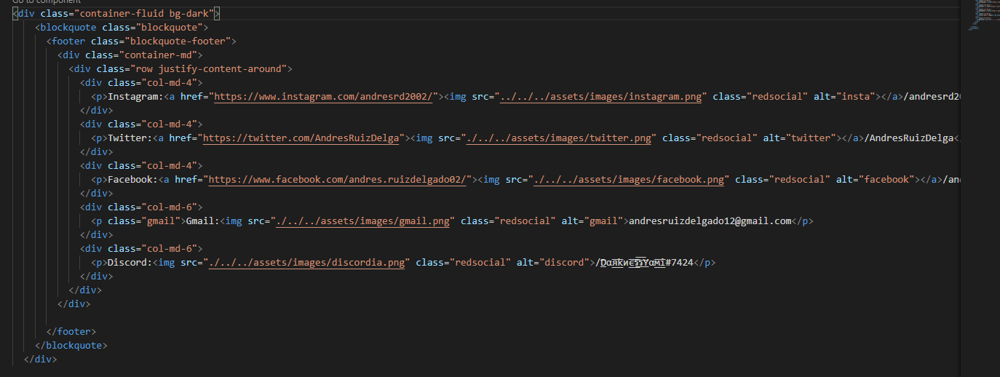 Go to component
<div class="container-fluid bg-dark">
<blockquote class="blockquote">
<footer class="blockquote-footer">
<div class="container-md">
<div class="row justify-content-around">
<div class="col-md-4">
<p>Instagram:<a href="https://www.instagram.com/andresrd2002/"><img src="../../../assets/images/instagram.png" class="redsocial" alt="insta"></a>/andresrd20
</div>
<div class="col-md-4">
<p>Twitter:<a href="https://twitter.com/AndresRuizDelga"><img src="./../../assets/images/twitter.png" class="redsocial" alt="twitter"></a>/AndresRuizDelga<
</div>
<div class="col-md-4">
<p>Facebook:<a href="https://www.facebook.com/andres.ruizdelgado02/"><img src="./../../assets/images/facebook.png" class="redsocial" alt="facebook"></a>/an
</div>
<div class="col-md-6">
<p class="gmail">Gmail:<img src="./../../assets/images/gmail.png" class="redsocial" alt="gmail">andresruizdelgado12@gmail.com</p>
</div>
<div class="col-md-6">
<p>Discord:<img src="./../../assets/images/discordia.png" class="redsocial" alt="discord">/#7424</p>
</div>
</div>
</div>
</footer>
</blockquote>
</div>